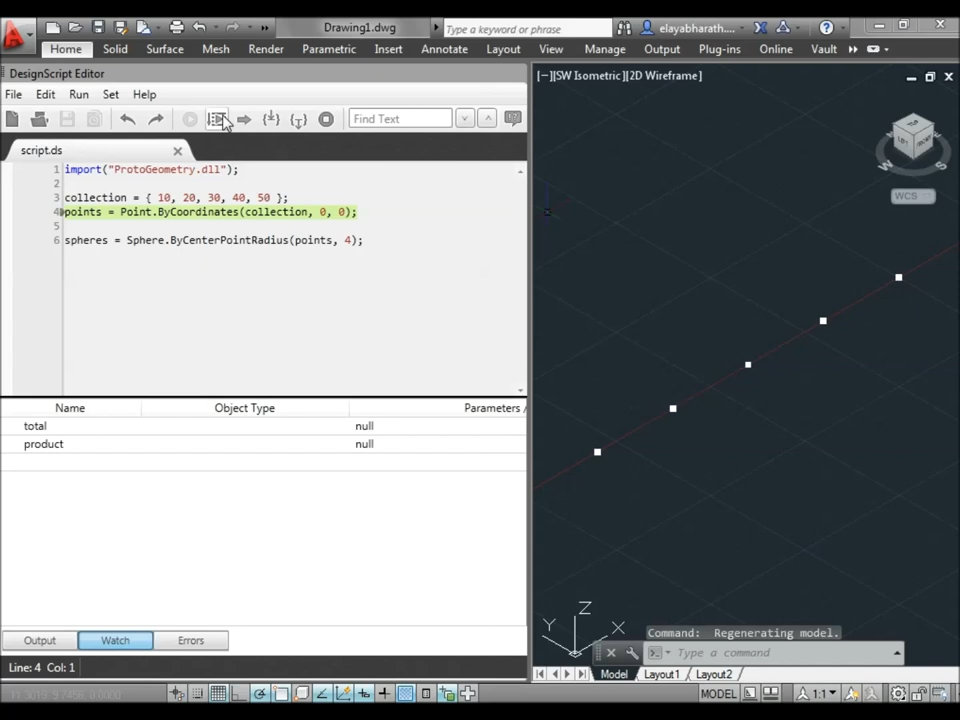 Drawing1.dwg
Type a keyword or phrase
elayabharath....
Home Solid Surface Mesh Render Parametric Insert Annotate Layout View Manage Output Plug-ins Online Vault
DesignScript Editor
[−][SW Isometric][2D Wireframe]
File Edit Run Set Help
Find Text
script.ds
1 import("ProtoGeometry.dll");
2
3 collection = { 10, 20, 30, 40, 50 };
4 points = Point.ByCoordinates(collection, 0, 0);
5
6 spheres = Sphere.ByCenterPointRadius(points, 4);
TOP
LEFT FRONT
W S
WCS
Name Object Type Parameters /
total null
product null
Z
Y X
Command: Regenerating model.
Type a command
Output Watch Errors
Line: 4 Col: 1
Model Layout1 Layout2
MODEL 1:1